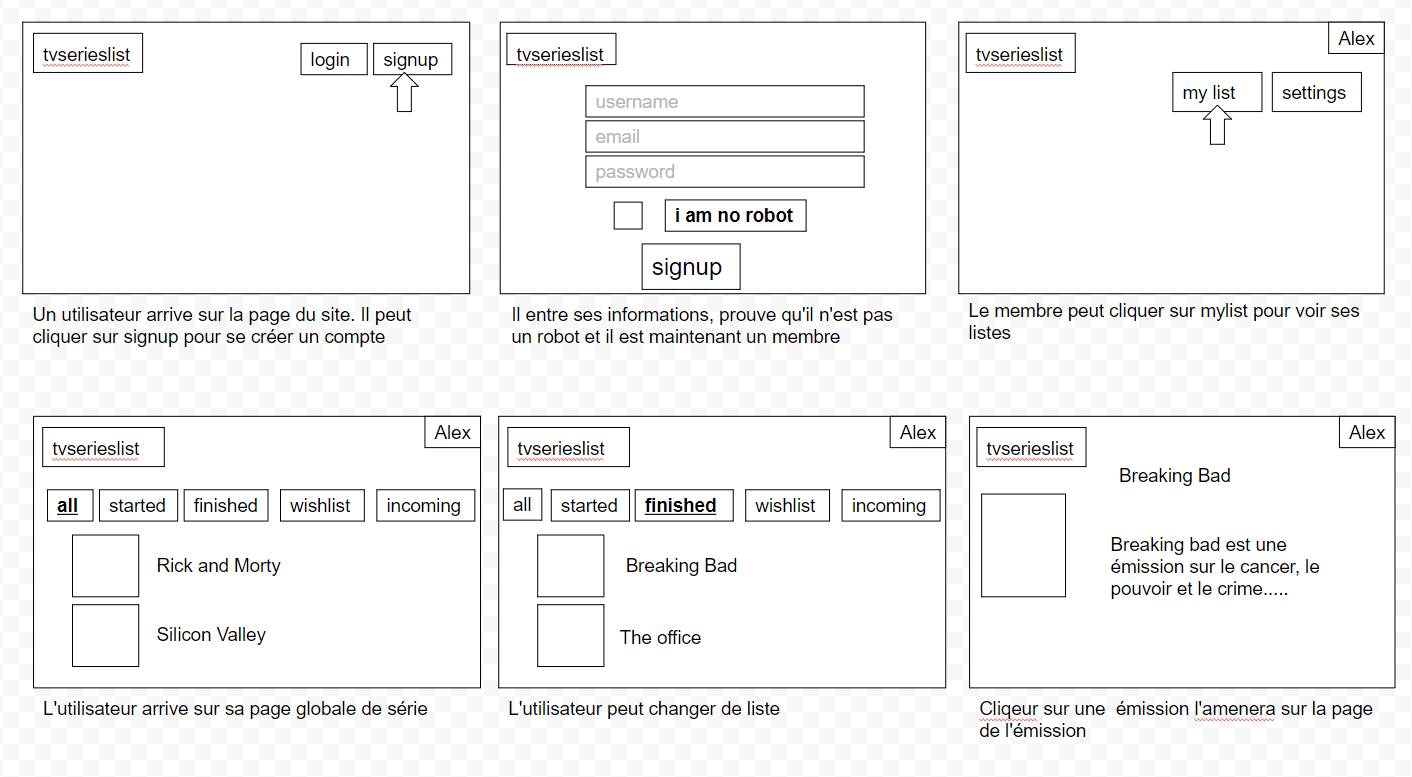 tvserieslist
login
signup
Un utilisateur arrive sur la page du site. Il peut
cliquer sur signup pour se créer un compte
tvserieslist
username
email
password
i am no robot
signup
Il entre ses informations, prouve qu'il n'est pas
un robot et il est maintenant un membre
Alex
tvserieslist
my list
settings
Le membre peut cliquer sur mylist pour voir ses
listes
Alex
tvserieslist
all
started
finished
wishlist
incoming
Rick and Morty
Silicon Valley
L'utilisateur arrive sur sa page globale de série
Alex
tvserieslist
all
started
finished
wishlist
incoming
Breaking Bad
The office
L'utilisateur peut changer de liste
Alex
tvserieslist
Breaking Bad
Breaking bad est une
émission sur le cancer, le
pouvoir et le crime.....
Cliqeur sur une émission l'amenera sur la page
de l'émission